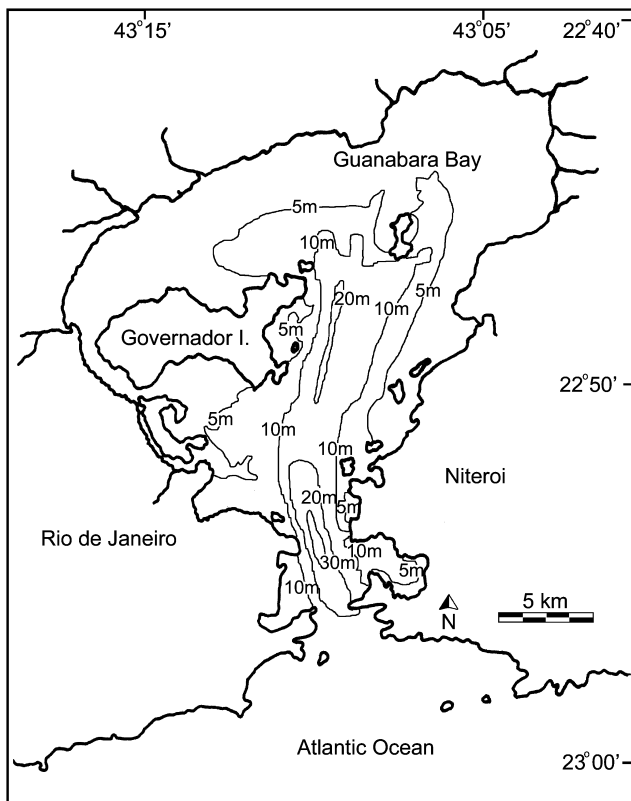 43°15'
43°05'
22°40'
Guanabara Bay
5m
10m
20m
10m
5m
5m
Governador I.
22°50'
5m
10m
10m
Niteroi
20m
5m
Rio de Janeiro
10m
30m
5m
10m
5 km
N
Atlantic Ocean
23°00'